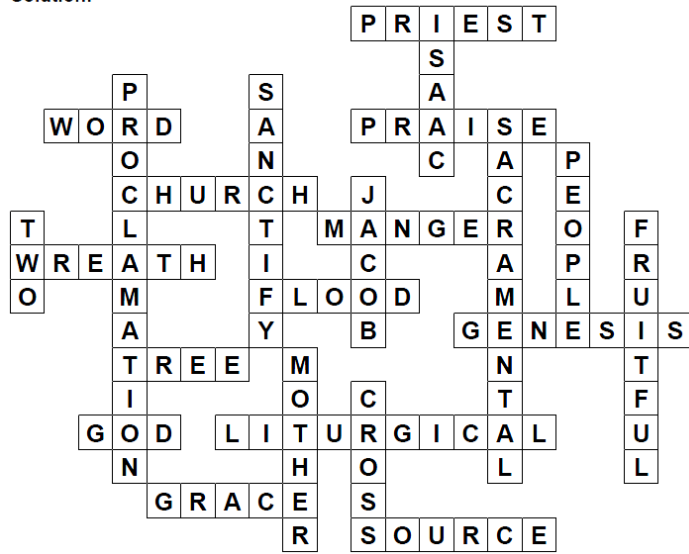 Solution:
PRIEST
ISAAC
PROCLAMATION
SANCTIFY
WORD
PRAISE
SACRAMENTAL
PEOPLE
CHURCH
JACOB
TWO
MANGER
FRUITFUL
WREATH
FLOOD
GENESIS
TREE
MOTHER
CROSS
GOD
LITURGICAL
GRACE
SOURCE